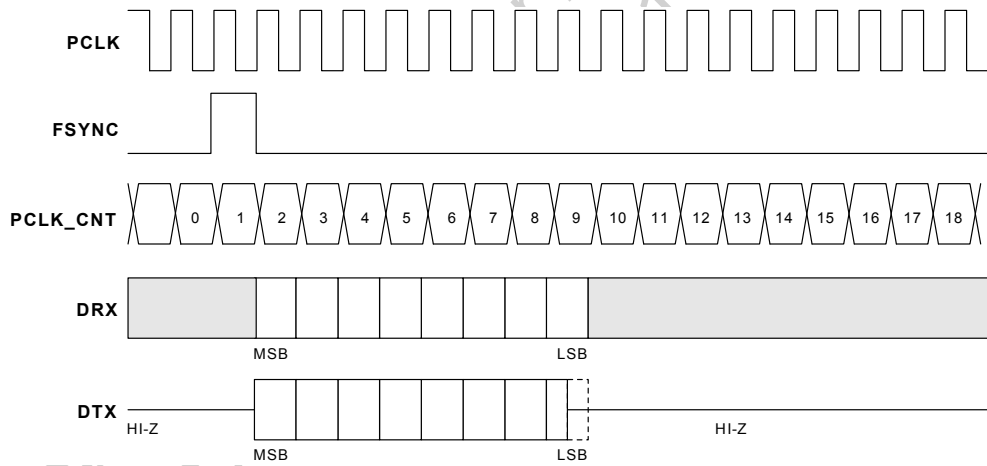 PCLK
FSYNC
PCLK_CNT 0 1 2 3 4 5 6 7 8 9 10 11 12 13 14 15 16 17 18
DRX
MSB LSB
DTX
HI-Z HI-Z
MSB LSB